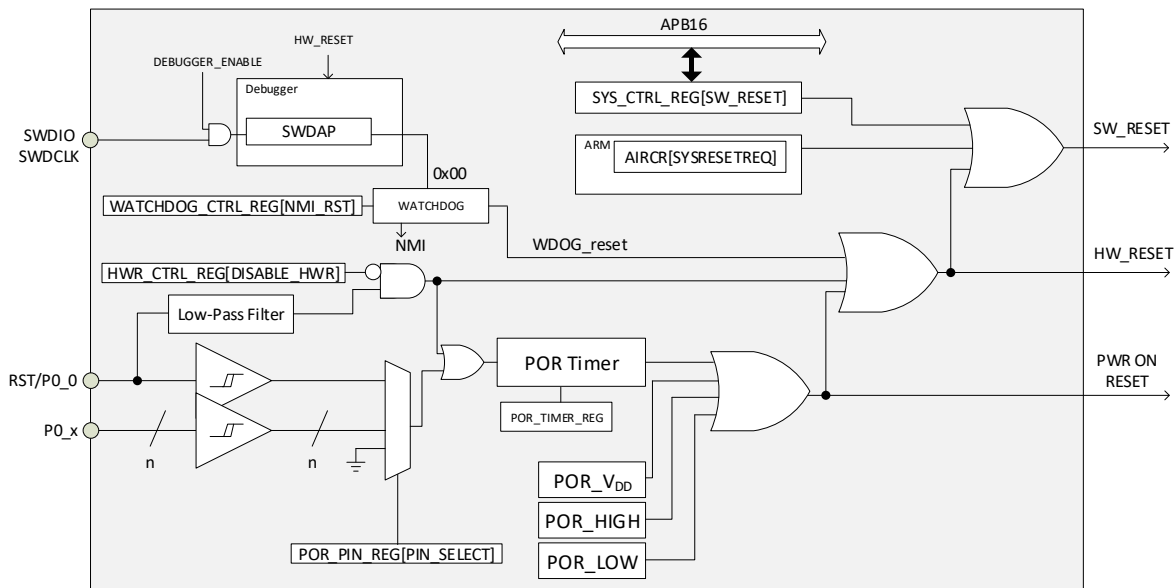 APB16
HW_RESET
DEBUGGER_ENABLE
Debugger
SWDAP
SYS_CTRL_REG[SW_RESET]
SWDIO
SWDCLK
ARM
AIRCR[SYSRESETREQ]
SW_RESET
0x00
WATCHDOG_CTRL_REG[NMI_RST]
WATCHDOG
NMI
WDOG_reset
HWR_CTRL_REG[DISABLE_HWR]
HW_RESET
Low-Pass Filter
RST/P0_0
POR Timer
PWR ON
RESET
POR_TIMER_REG
P0_x
n
n
POR_VDD
POR_HIGH
POR_PIN_REG[PIN_SELECT]
POR_LOW